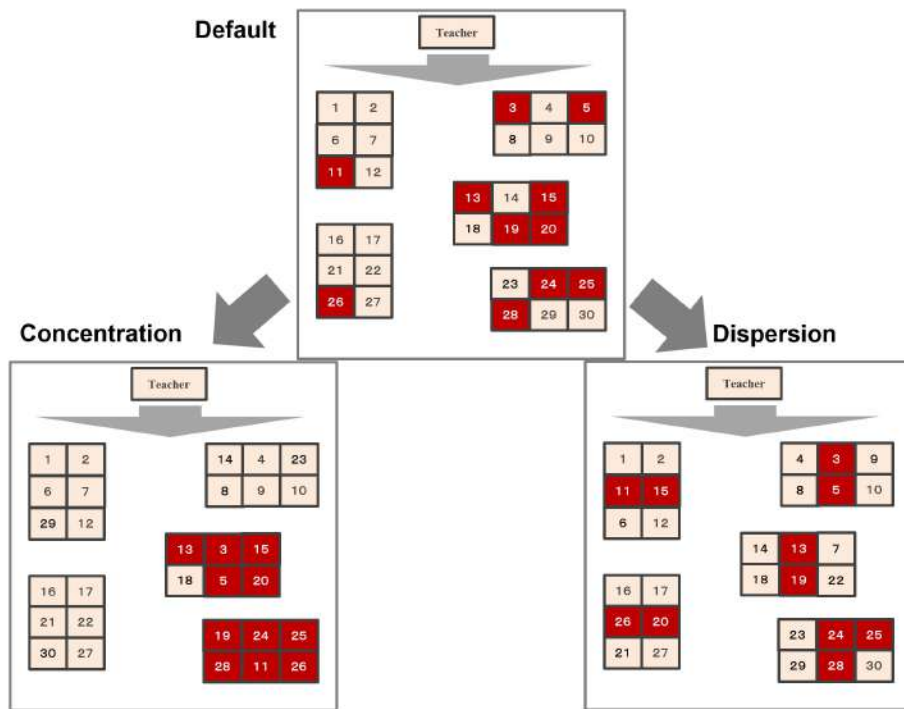 Default
Teacher
1 2
6 7
11 12
3 4 5
8 9 10
13 14 15
18 19 20
16 17
21 22
26 27
23 24 25
28 29 30
Concentration
Teacher
1 2
6 7
29 12
14 4 23
8 9 10
13 3 15
18 5 20
16 17
21 22
30 27
19 24 25
28 11 26
Dispersion
Teacher
1 2
11 15
6 12
4 3 9
8 5 10
14 13 7
18 19 22
16 17
26 20
21 27
23 24 25
29 28 30